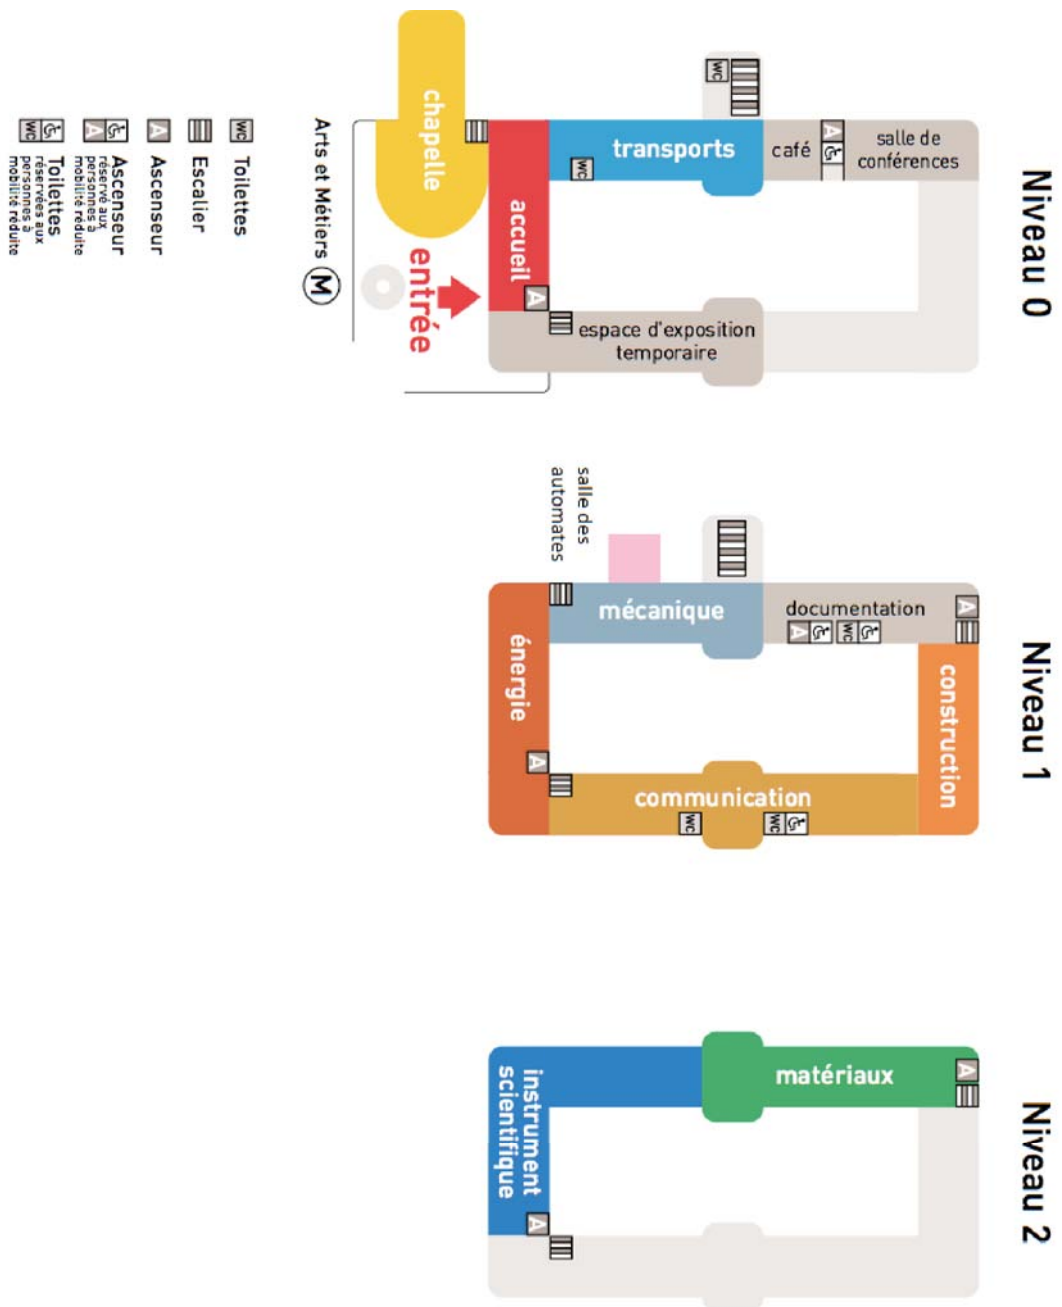 Niveau 0
salle de
conférences
A
café
transports
WC
WC
chapelle
accueil
A
entrée
espace d'exposition
temporaire
Arts et Métiers M
WC Toilettes
Escalier
A Ascenseur
A Ascenseur
réservé aux
personnes à
mobilité réduite
WC Toilettes
réservées aux
personnes à
mobilité réduite
Niveau 1
salle des
automates
mécanique
documentation
A
A
WC
énergie
construction
A
communication
WC
WC
Niveau 2
matériaux
A
instrument
scientifique
A